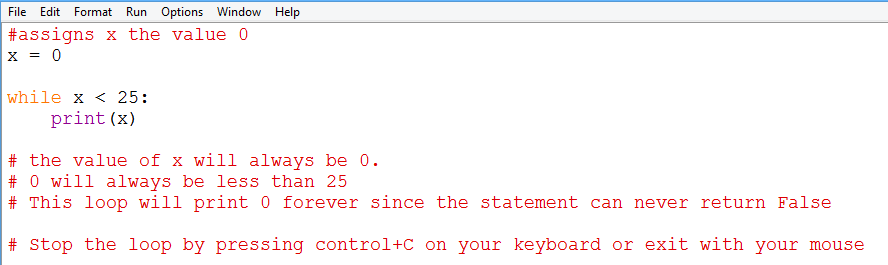 File Edit Format Run Options Window Help
#assigns x the value 0
x = 0
while x < 25:
    print(x)
# the value of x will always be 0.
# 0 will always be less than 25
# This loop will print 0 forever since the statement can never return False
# Stop the loop by pressing control+C on your keyboard or exit with your mouse